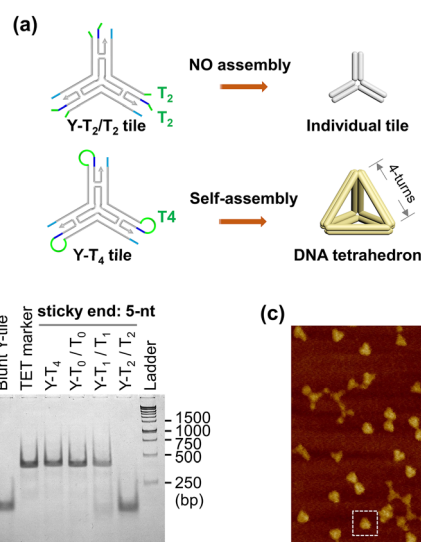 (a)
NO assembly
T2
T2
Y-T2/T2 tile
Individual tile
Self-assembly
T4
4-turns
Y-T4 tile
DNA tetrahedron
(c)
sticky end: 5-nt
Blunt Y-tile
TET marker
Y-T4
Y-T0 / T0
Y-T1 / T1
Y-T2 / T2
Ladder
1500
1000
750
500
250
(bp)